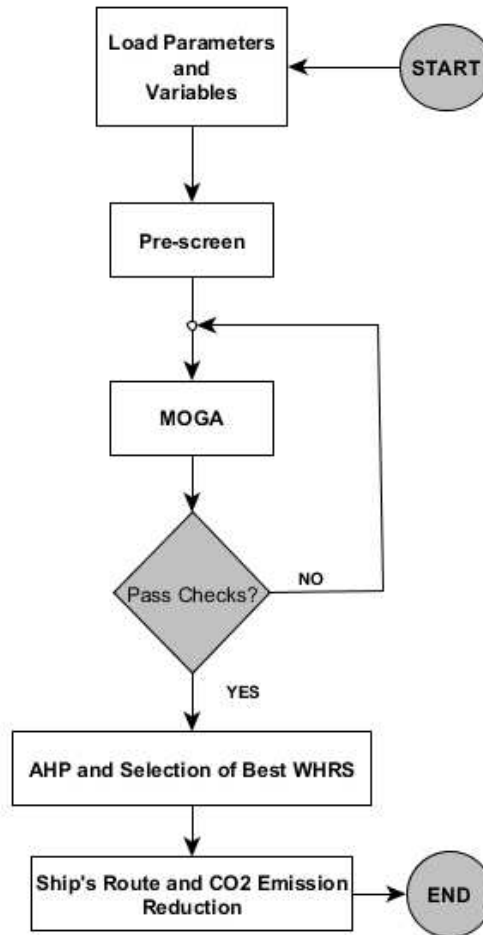 START
Load Parameters
and
Variables
Pre-screen
MOGA
Pass Checks?
NO
YES
AHP and Selection of Best WHRS
Ship's Route and CO2 Emission
Reduction
END